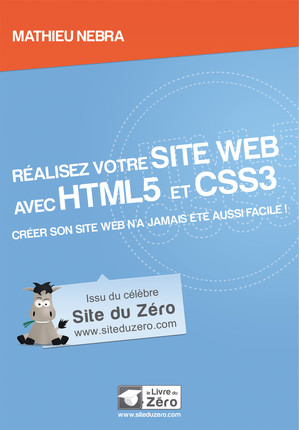 MATHIEU NEBRA
RÉALISEZ VOTRE SITE WEB
AVEC HTML5 ET CSS3
CRÉER SON SITE WEB N'A JAMAIS ÉTÉ AUSSI FACILE !
Issu du célèbre
Site du Zéro
www.siteduzero.com
le Livre du
Zéro
www.siteduzero.com